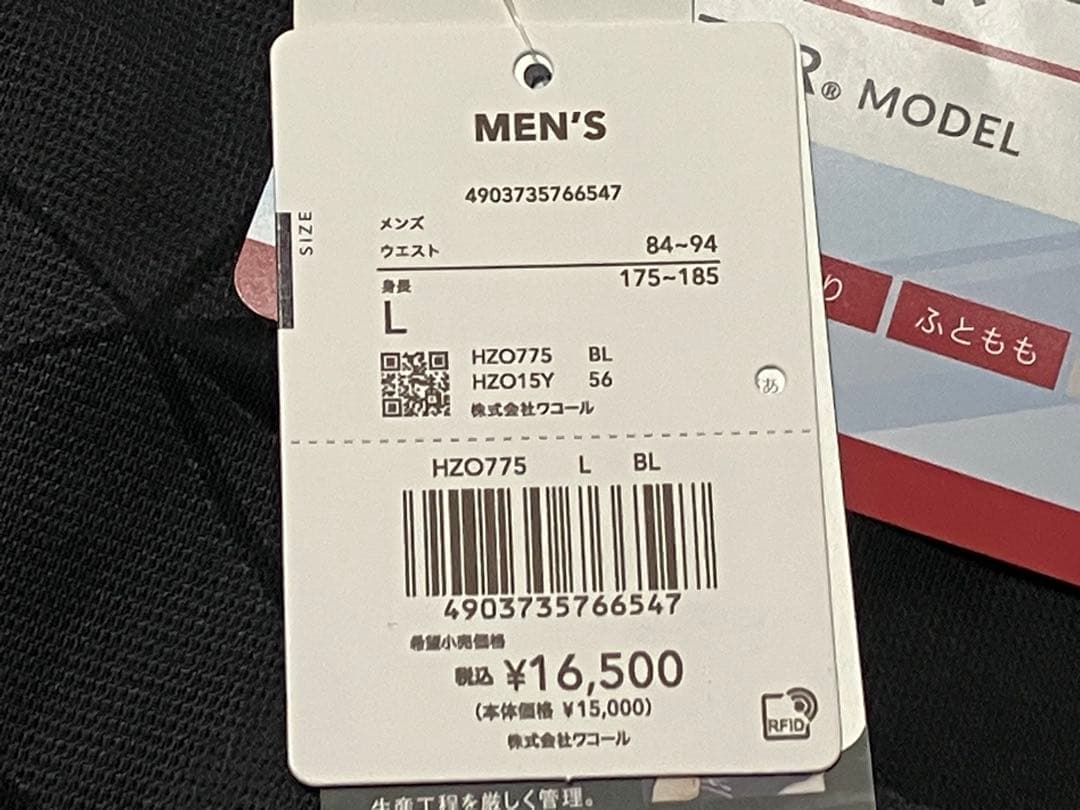 MEN'S
4903735766547
SIZE
メンズ
ウエスト 84~94
身長 175~185
L
HZO775 BL
HZO15Y 56
株式会社ワコール
あ
HZO775 L BL
4903735766547
希望小売価格
税込 ¥16,500
(本体価格 ¥15,000)
株式会社ワコール
RFID
R® MODEL
り
ふともも
生産工程を厳しく管理。